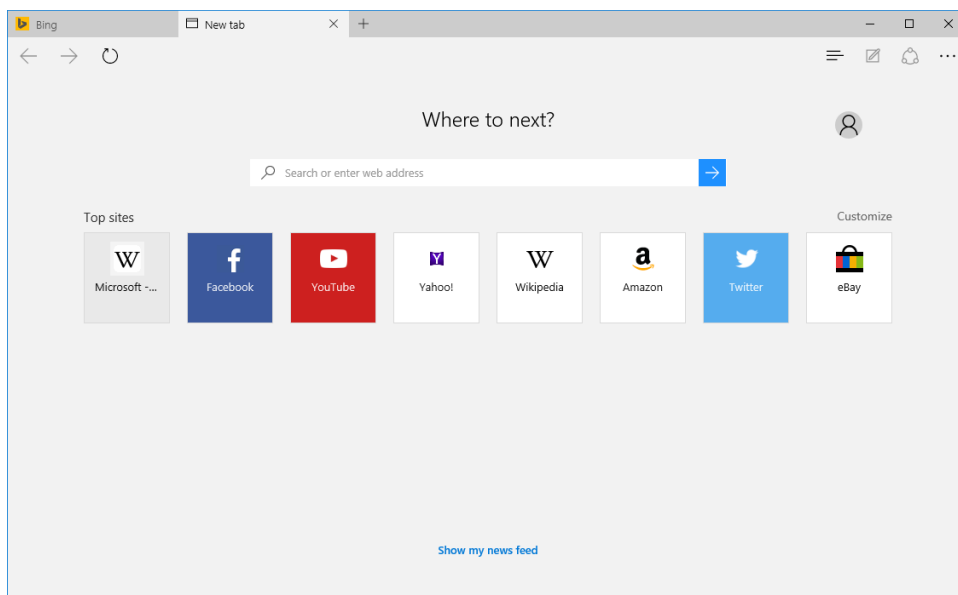 Bing
New tab
Where to next?
Search or enter web address
Top sites
Customize
W
Microsoft -...
f
Facebook
YouTube
Y
Yahoo!
W
Wikipedia
a
Amazon
Twitter
eBay
Show my news feed